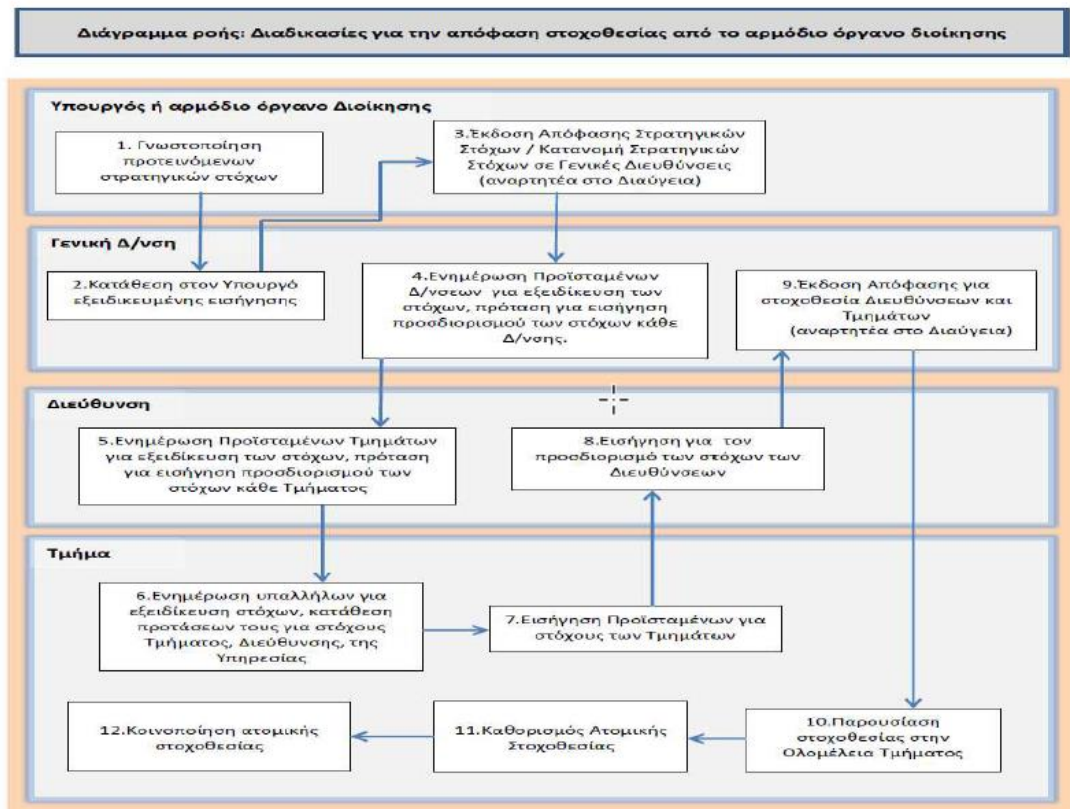 Διάγραμμα ροής: Διαδικασίες για την απόφαση στοχοθεσίας από το αρμόδιο όργανο διοίκησης
Υπουργός ή αρμόδιο όργανο Διοίκησης
1. Γνωστοποίηση
προτεινόμενων
στρατηγικών στόχων
3.Έκδοση Απόφασης Στρατηγικών
Στόχων / Κατανομή Στρατηγικών
Στόχων σε Γενικές Διευθύνσεις
(αναρτητέα στο Διαύγεια)
Γενική Δ/νση
2.Κατάθεση στον Υπουργό
εξειδικευμένης εισήγησης
4.Ενημέρωση Προϊσταμένων
Δ/νσεων για εξειδίκευση των
στόχων, πρόταση για εισήγηση
προσδιορισμού των στόχων κάθε
Δ/νσης.
9.Έκδοση Απόφασης για
στοχοθεσία Διευθύνσεων και
Τμημάτων
(αναρτητέα στο Διαύγεια)
Διεύθυνση
5.Ενημέρωση Προϊσταμένων Τμημάτων
για εξειδίκευση των στόχων, πρόταση
για εισήγηση προσδιορισμού των
στόχων κάθε Τμήματος
8.Εισήγηση για τον
προσδιορισμό των στόχων των
Διευθύνσεων
Τμήμα
6.Ενημέρωση υπαλλήλων για
εξειδίκευση στόχων, κατάθεση
προτάσεων τους για στόχους
Τμήματος, Διεύθυνσης, της
Υπηρεσίας
7.Εισήγηση Προϊσταμένων για
στόχους των Τμημάτων
12.Κοινοποίηση ατομικής
στοχοθεσίας
11.Καθορισμός Ατομικής
Στοχοθεσίας
10.Παρουσίαση
στοχοθεσίας στην
Ολομέλεια Τμήματος